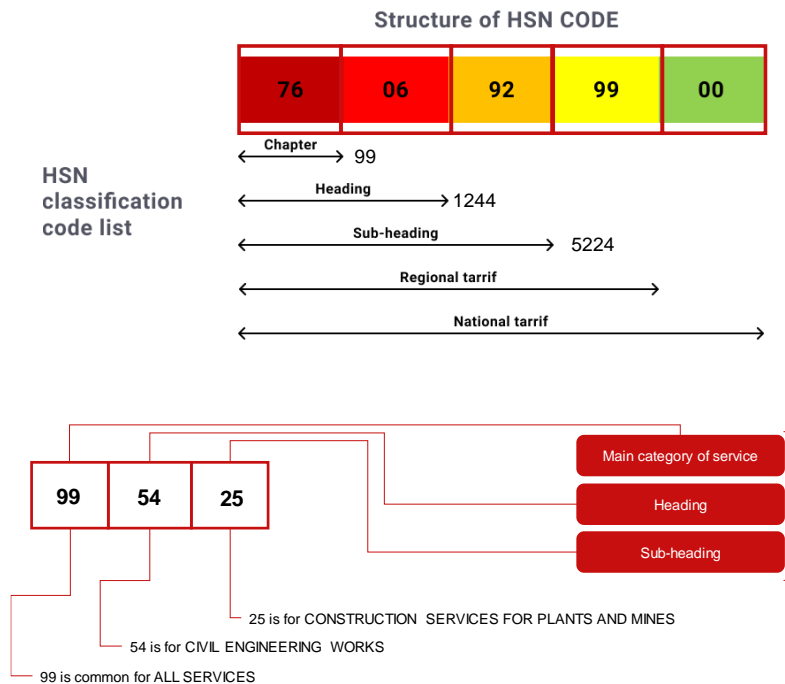 Structure of HSN CODE
76 06 92 99 00
Chapter 99
HSN
classification
code list
Heading 1244
Sub-heading 5224
Regional tarrif
National tarrif
Main category of service
99 54 25
Heading
Sub-heading
25 is for CONSTRUCTION SERVICES FOR PLANTS AND MINES
54 is for CIVIL ENGINEERING WORKS
99 is common for ALL SERVICES